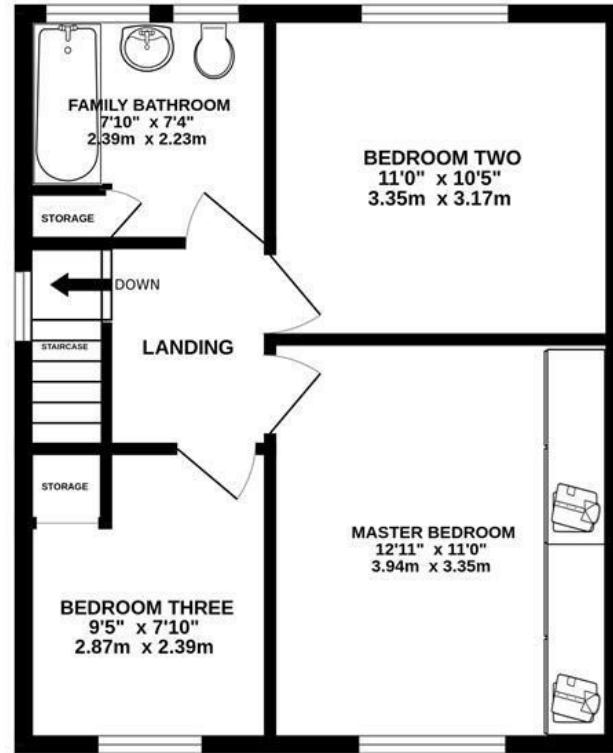 FAMILY BATHROOM
7'10" x 7'4"
2.39m x 2.23m
BEDROOM TWO
11'0" x 10'5"
3.35m x 3.17m
STORAGE
DOWN
STAIRCASE
LANDING
STORAGE
MASTER BEDROOM
12'11" x 11'0"
3.94m x 3.35m
BEDROOM THREE
9'5" x 7'10"
2.87m x 2.39m